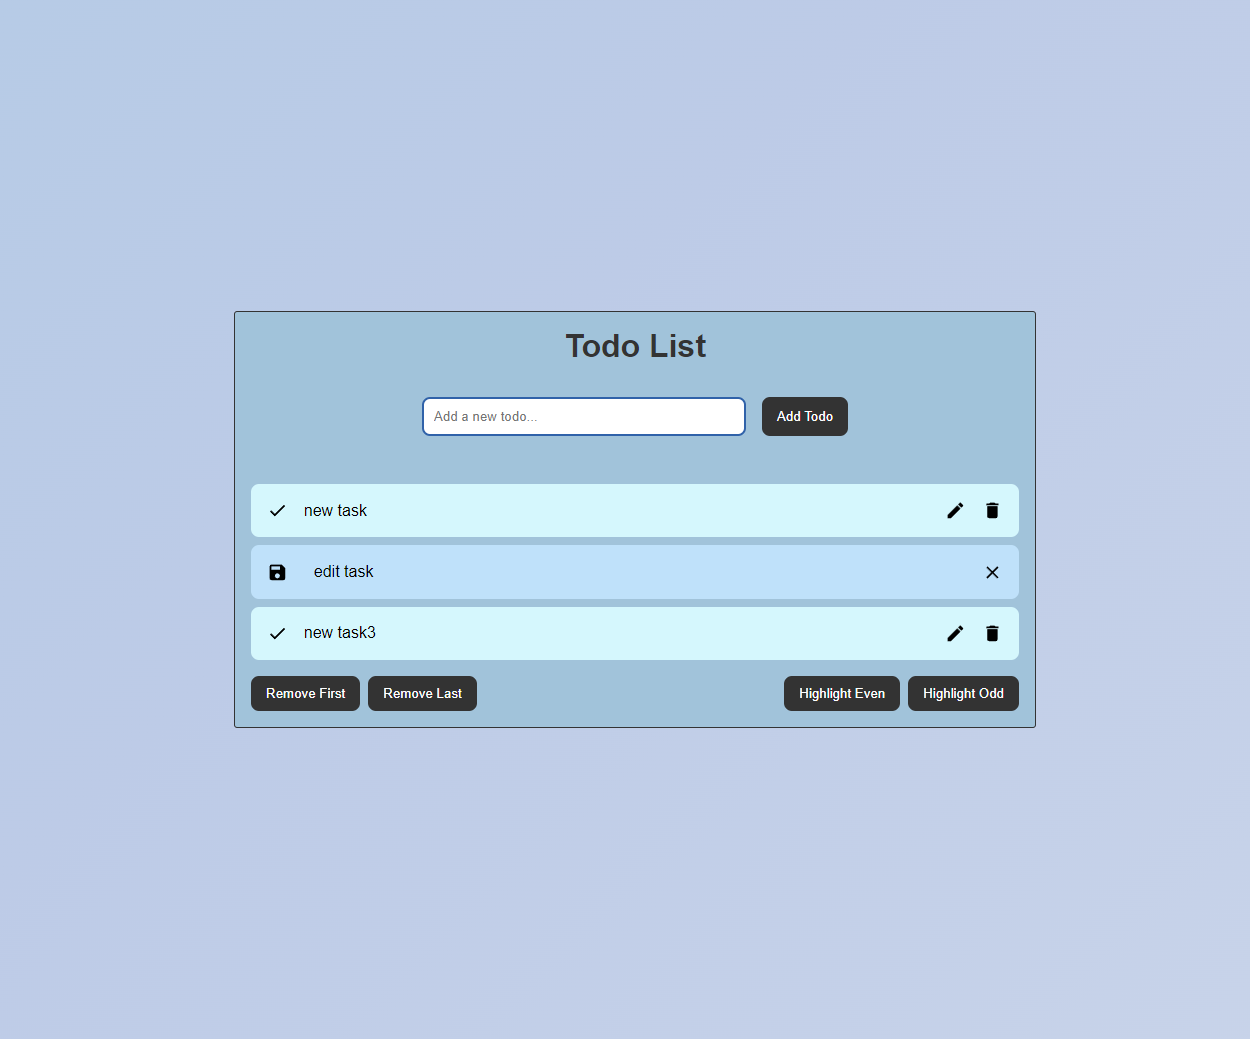 Todo List
Add a new todo...
Add Todo
new task
edit task
new task3
Remove First
Remove Last
Highlight Even
Highlight Odd